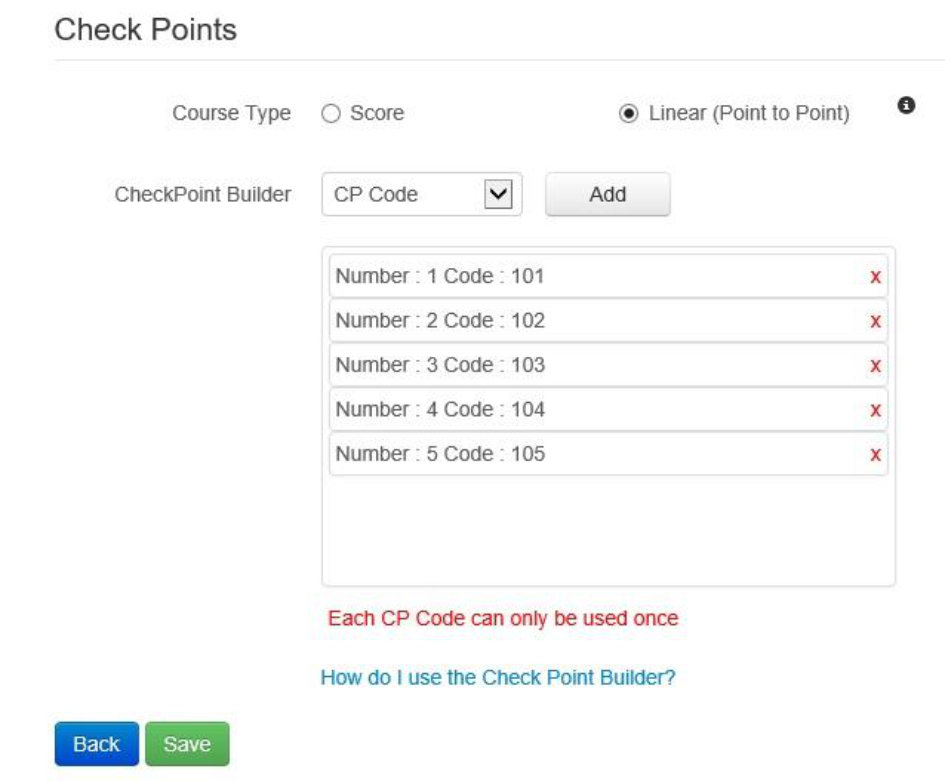 Check Points
Course Type Score Linear (Point to Point) i
CheckPoint Builder CP Code Add
Number : 1 Code : 101 x
Number : 2 Code : 102 x
Number : 3 Code : 103 x
Number : 4 Code : 104 x
Number : 5 Code : 105 x
Each CP Code can only be used once
How do I use the Check Point Builder?
Back Save